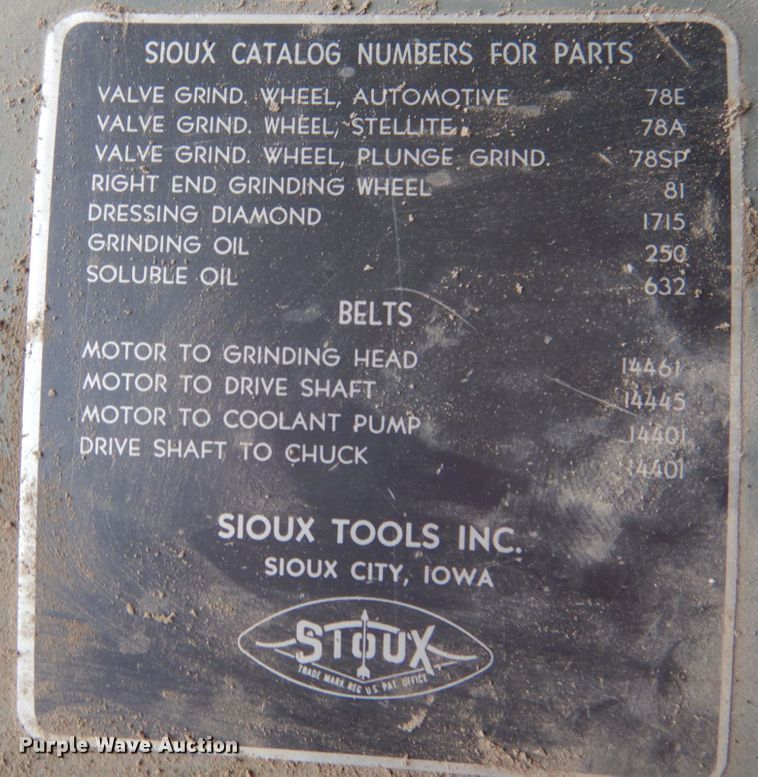 SIOUX CATALOG NUMBERS FOR PARTS
VALVE GRIND. WHEEL, AUTOMOTIVE 78E
VALVE GRIND. WHEEL, STELLITE 78A
VALVE GRIND. WHEEL, PLUNGE GRIND. 78SP
RIGHT END GRINDING WHEEL 81
DRESSING DIAMOND 1715
GRINDING OIL 250
SOLUBLE OIL 632
BELTS
MOTOR TO GRINDING HEAD 14461
MOTOR TO DRIVE SHAFT 14445
MOTOR TO COOLANT PUMP 14401
DRIVE SHAFT TO CHUCK 14401
SIOUX TOOLS INC.
SIOUX CITY, IOWA
SIOUX
TRADE MARK REG. U.S. PAT. OFFICE
Purple Wave Auction